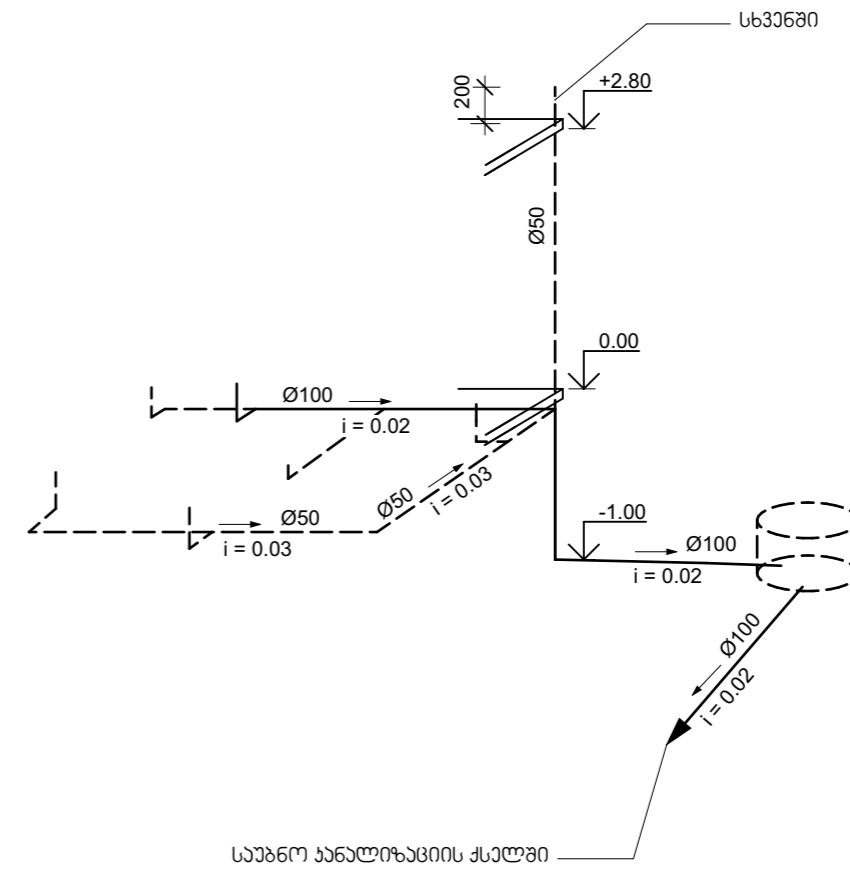 სხვენში
200
+2.80
Ø50
0.00
Ø100
i = 0.02
Ø50
i = 0.03
Ø50
i = 0.03
-1.00
Ø100
i = 0.02
Ø100
i = 0.02
საუბნო კანალიზაციის ქსელში